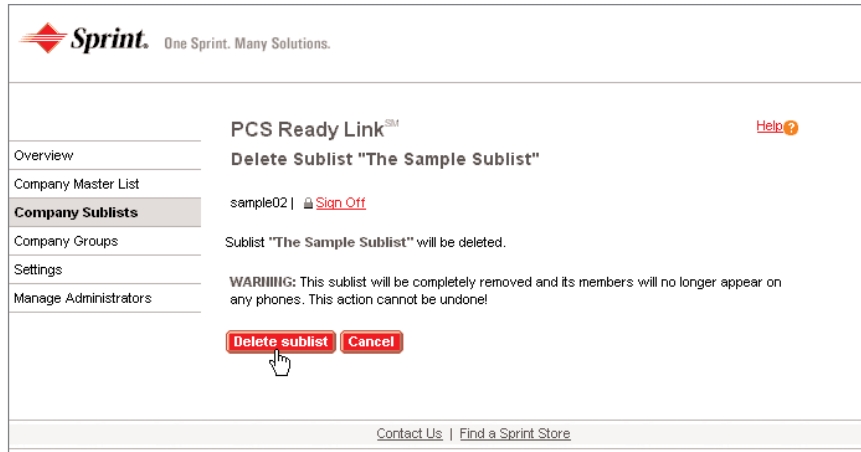 Sprint. One Sprint. Many Solutions.
PCS Ready Link℠
Help?
Delete Sublist "The Sample Sublist"
Overview
Company Master List
Company Sublists
Company Groups
Settings
Manage Administrators
sample02 | Sign Off
Sublist "The Sample Sublist" will be deleted.
WARNING: This sublist will be completely removed and its members will no longer appear on
any phones. This action cannot be undone!
Delete sublist Cancel
Contact Us | Find a Sprint Store